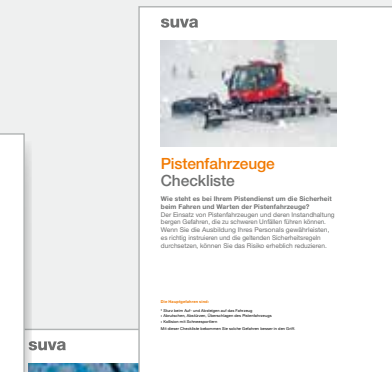 suva
Pistenfahrzeuge
Checkliste
Wie steht es bei Ihrem Pistendienst um die Sicherheit
beim Fahren und Warten der Pistenfahrzeuge?
Der Einsatz von Pistenfahrzeugen und deren Instandhaltung
bergen Gefahren, die zu schweren Unfällen führen können.
Wenn Sie die Ausbildung Ihres Personals gewährleisten,
es richtig instruieren und die geltenden Sicherheitsregeln
durchsetzen, können Sie das Risiko erheblich reduzieren.
Die Hauptgefahren sind:
• Sturz beim Auf- und Absteigen auf das Fahrzeug
• Abrutschen, Abstürzen, Überschlagen des Pistenfahrzeugs
• Kollision mit Schneesportlern
Mit dieser Checkliste bekommen Sie solche Gefahren besser in den Griff.
suva